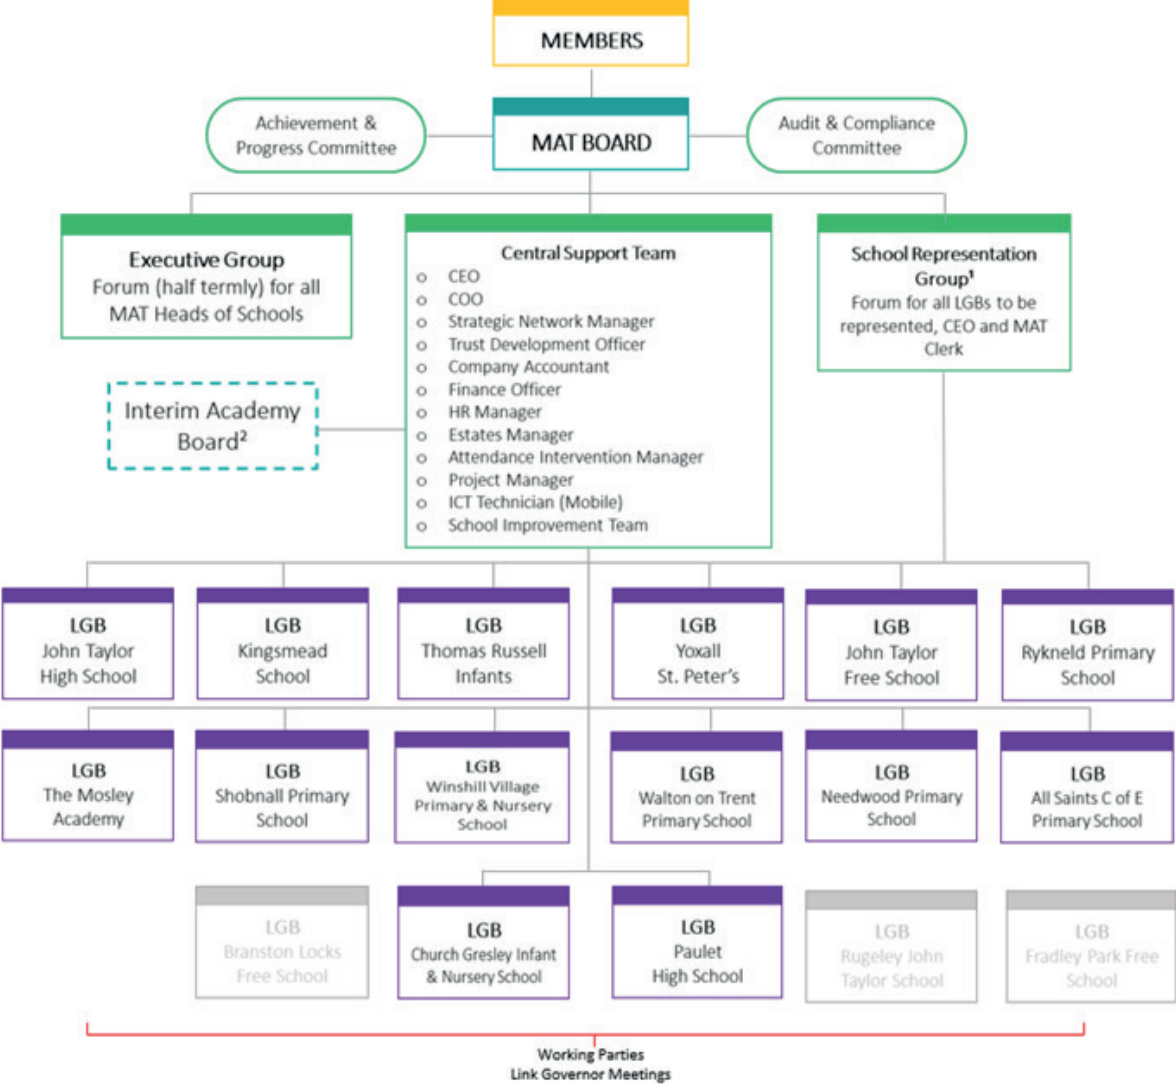 MEMBERS
Achievement &
Progress Committee
MAT BOARD
Audit & Compliance
Committee
Executive Group
Forum (half termly) for all
MAT Heads of Schools
Central Support Team
o CEO
o COO
o Strategic Network Manager
o Trust Development Officer
o Company Accountant
o Finance Officer
o HR Manager
o Estates Manager
o Attendance Intervention Manager
o Project Manager
o ICT Technician (Mobile)
o School Improvement Team
School Representation
Group¹
Forum for all LGBs to be
represented, CEO and MAT
Clerk
Interim Academy
Board²
LGB
John Taylor
High School
LGB
Kingsmead
School
LGB
Thomas Russell
Infants
LGB
Yoxall
St. Peter's
LGB
John Taylor
Free School
LGB
Rykneld Primary
School
LGB
The Mosley
Academy
LGB
Shobnall Primary
School
LGB
Winshill Village
Primary & Nursery
School
LGB
Walton on Trent
Primary School
LGB
Needwood Primary
School
LGB
All Saints C of E
Primary School
LGB
Branston Locks
Free School
LGB
Church Gresley Infant
& Nursery School
LGB
Paulet
High School
LGB
Rugeley John
Taylor School
LGB
Fradley Park Free
School
Working Parties
Link Governor Meetings